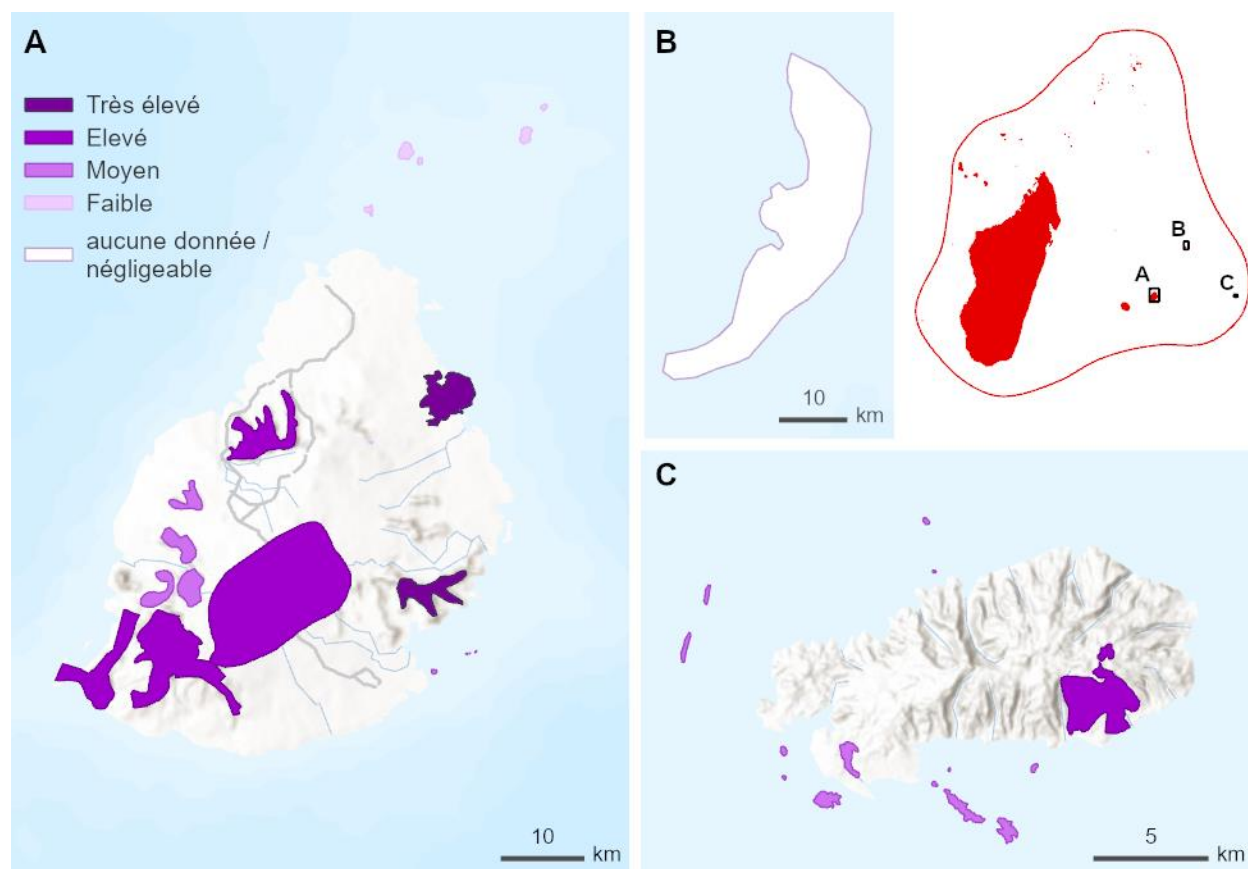 A
Très élevé
Elevé
Moyen
Faible
aucune donnée /
négligeable
10
km
B
10
km
A
B
C
C
5
km